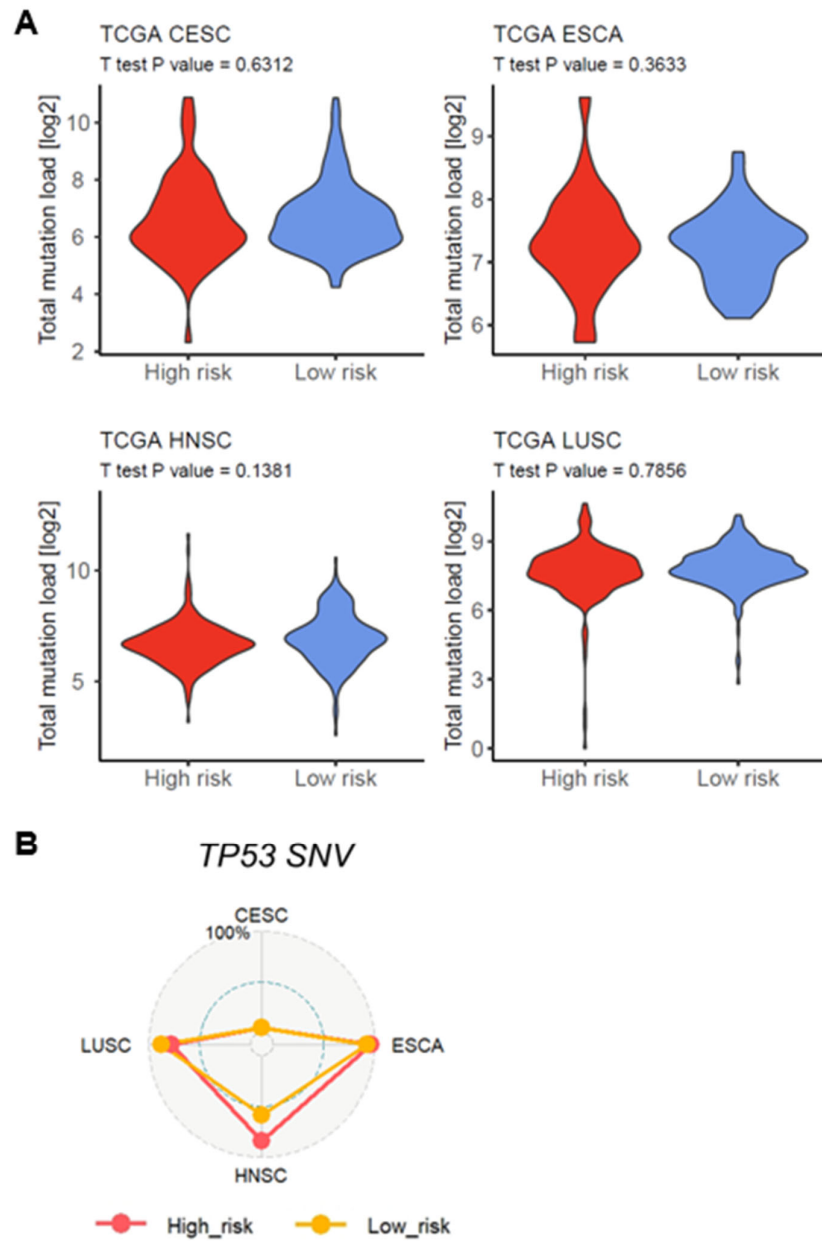 A
TCGA CESC
T test P value = 0.6312
Total mutation load [log2]
10
8
6
4
2
High risk
Low risk
TCGA ESCA
T test P value = 0.3633
Total mutation load [log2]
9
8
7
6
High risk
Low risk
TCGA HNSC
T test P value = 0.1381
Total mutation load [log2]
10
5
High risk
Low risk
TCGA LUSC
T test P value = 0.7856
Total mutation load [log2]
9
6
3
0
High risk
Low risk
B
TP53 SNV
CESC
100%
LUSC
ESCA
HNSC
High_risk
Low_risk